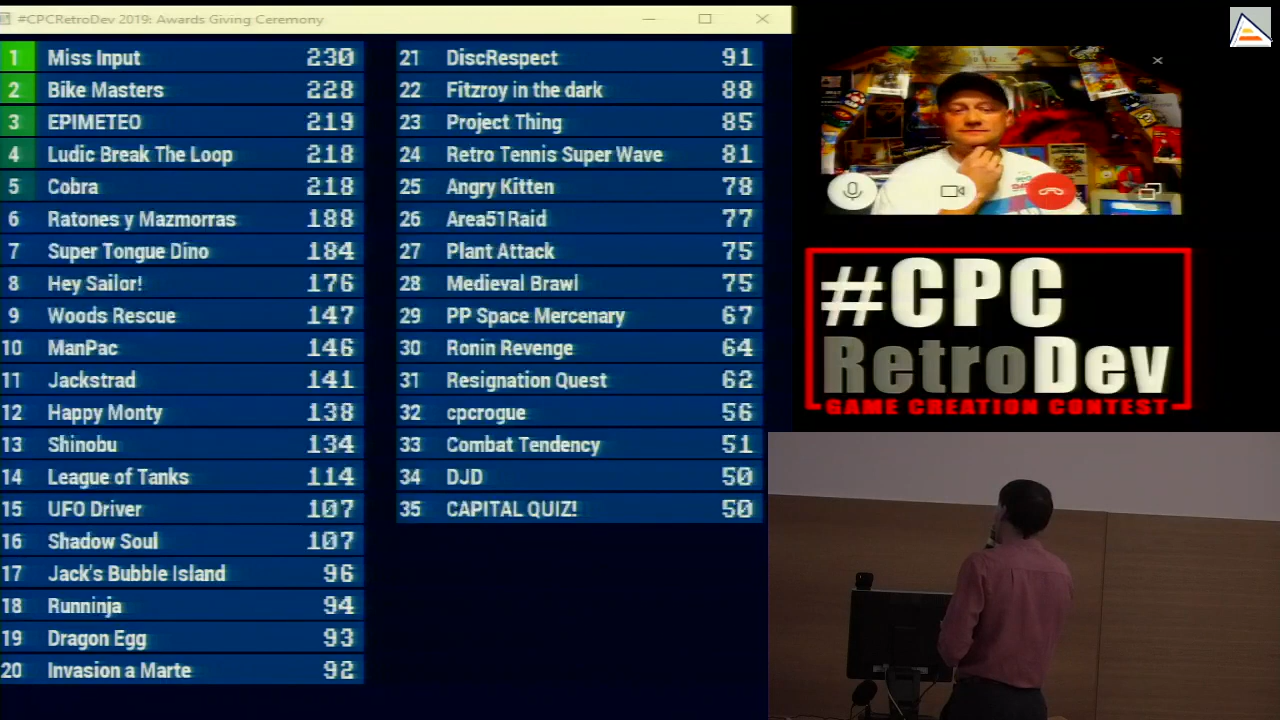 #CPCRetroDev 2019: Awards Giving Ceremony
1 Miss Input 230
2 Bike Masters 228
3 EPIMETEO 219
4 Ludic Break The Loop 218
5 Cobra 218
6 Ratones y Mazmorras 188
7 Super Tongue Dino 184
8 Hey Sailor! 176
9 Woods Rescue 147
10 ManPac 146
11 Jackstrad 141
12 Happy Monty 138
13 Shinobu 134
14 League of Tanks 114
15 UFO Driver 107
16 Shadow Soul 107
17 Jack's Bubble Island 96
18 Runninja 94
19 Dragon Egg 93
20 Invasion a Marte 92
21 DiscRespect 91
22 Fitzroy in the dark 88
23 Project Thing 85
24 Retro Tennis Super Wave 81
25 Angry Kitten 78
26 Area51Raid 77
27 Plant Attack 75
28 Medieval Brawl 75
29 PP Space Mercenary 67
30 Ronin Revenge 64
31 Resignation Quest 62
32 cpcrogue 56
33 Combat Tendency 51
34 DJD 50
35 CAPITAL QUIZ! 50
#CPC
RetroDev
GAME CREATION CONTEST